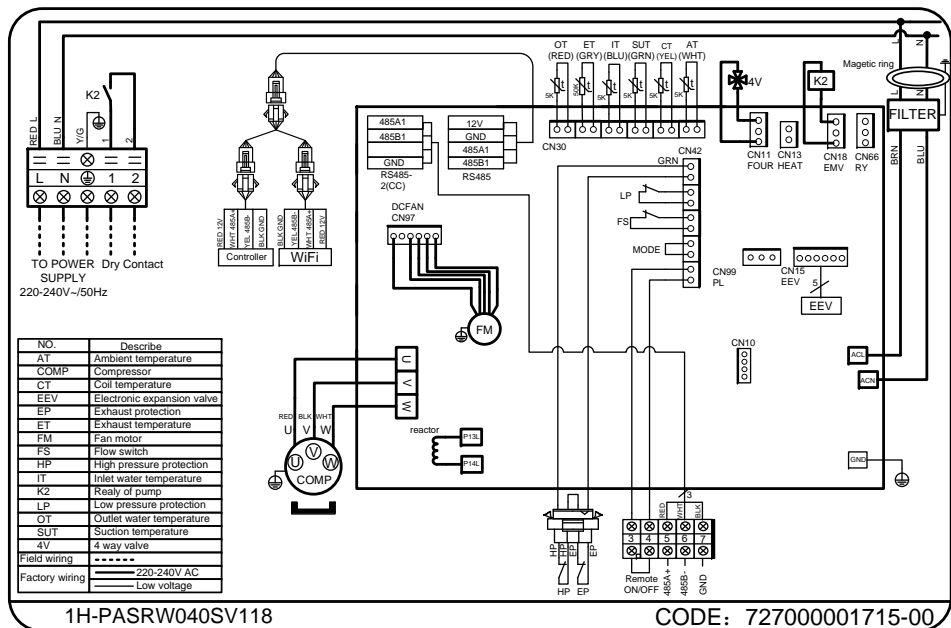 OT ET IT SUT CT AT
(RED) (GRY) (BLU) (GRN) (YEL) (WHT)
5K 50K 5K 5K 5K 5K
4V
K2
L N
Magetic ring
L N
FILTER
BRN BLU
K2
RED L
BLU N
Y/G
1
2
L N 1 2
TO POWER
SUPPLY
220-240V~/50Hz
Dry Contact
485A1
485B1
GND
RS485-
2(CC)
12V
GND
485A1
485B1
RS485
CN30
CN42
GRN
CN11
FOUR
CN13
HEAT
CN18
EMV
CN66
RY
LP
FS
MODE
CN99
PL
CN15
EEV
5
EEV
CN10
DCFAN
CN97
FM
RED 12V
WHT 485A+
YEL 485B-
BLK GND
Controller
BLK GND
YEL 485B-
WHT 485A+
RED 12V
WiFi
U
V
W
RED BLK WHT
U V W
U V W
COMP
reactor
P13L
P14L
ACL
ACN
GND
3
RED WHT BLK
3 4 5 6 7
HP HP EP EP
HP EP
Remote
ON/OFF
485A+
485B-
GND
NO. Describe
AT Ambient temperature
COMP Compressor
CT Coil temperature
EEV Electronic expansion valve
EP Exhaust protection
ET Exhaust temperature
FM Fan motor
FS Flow switch
HP High pressure protection
IT Inlet water temperature
K2 Realy of pump
LP Low pressure protection
OT Outlet water temperature
SUT Suction temperature
4V 4 way valve
Field wiring
Factory wiring 220-240V AC
Low voltage
1H-PASRW040SV118
CODE：727000001715-00